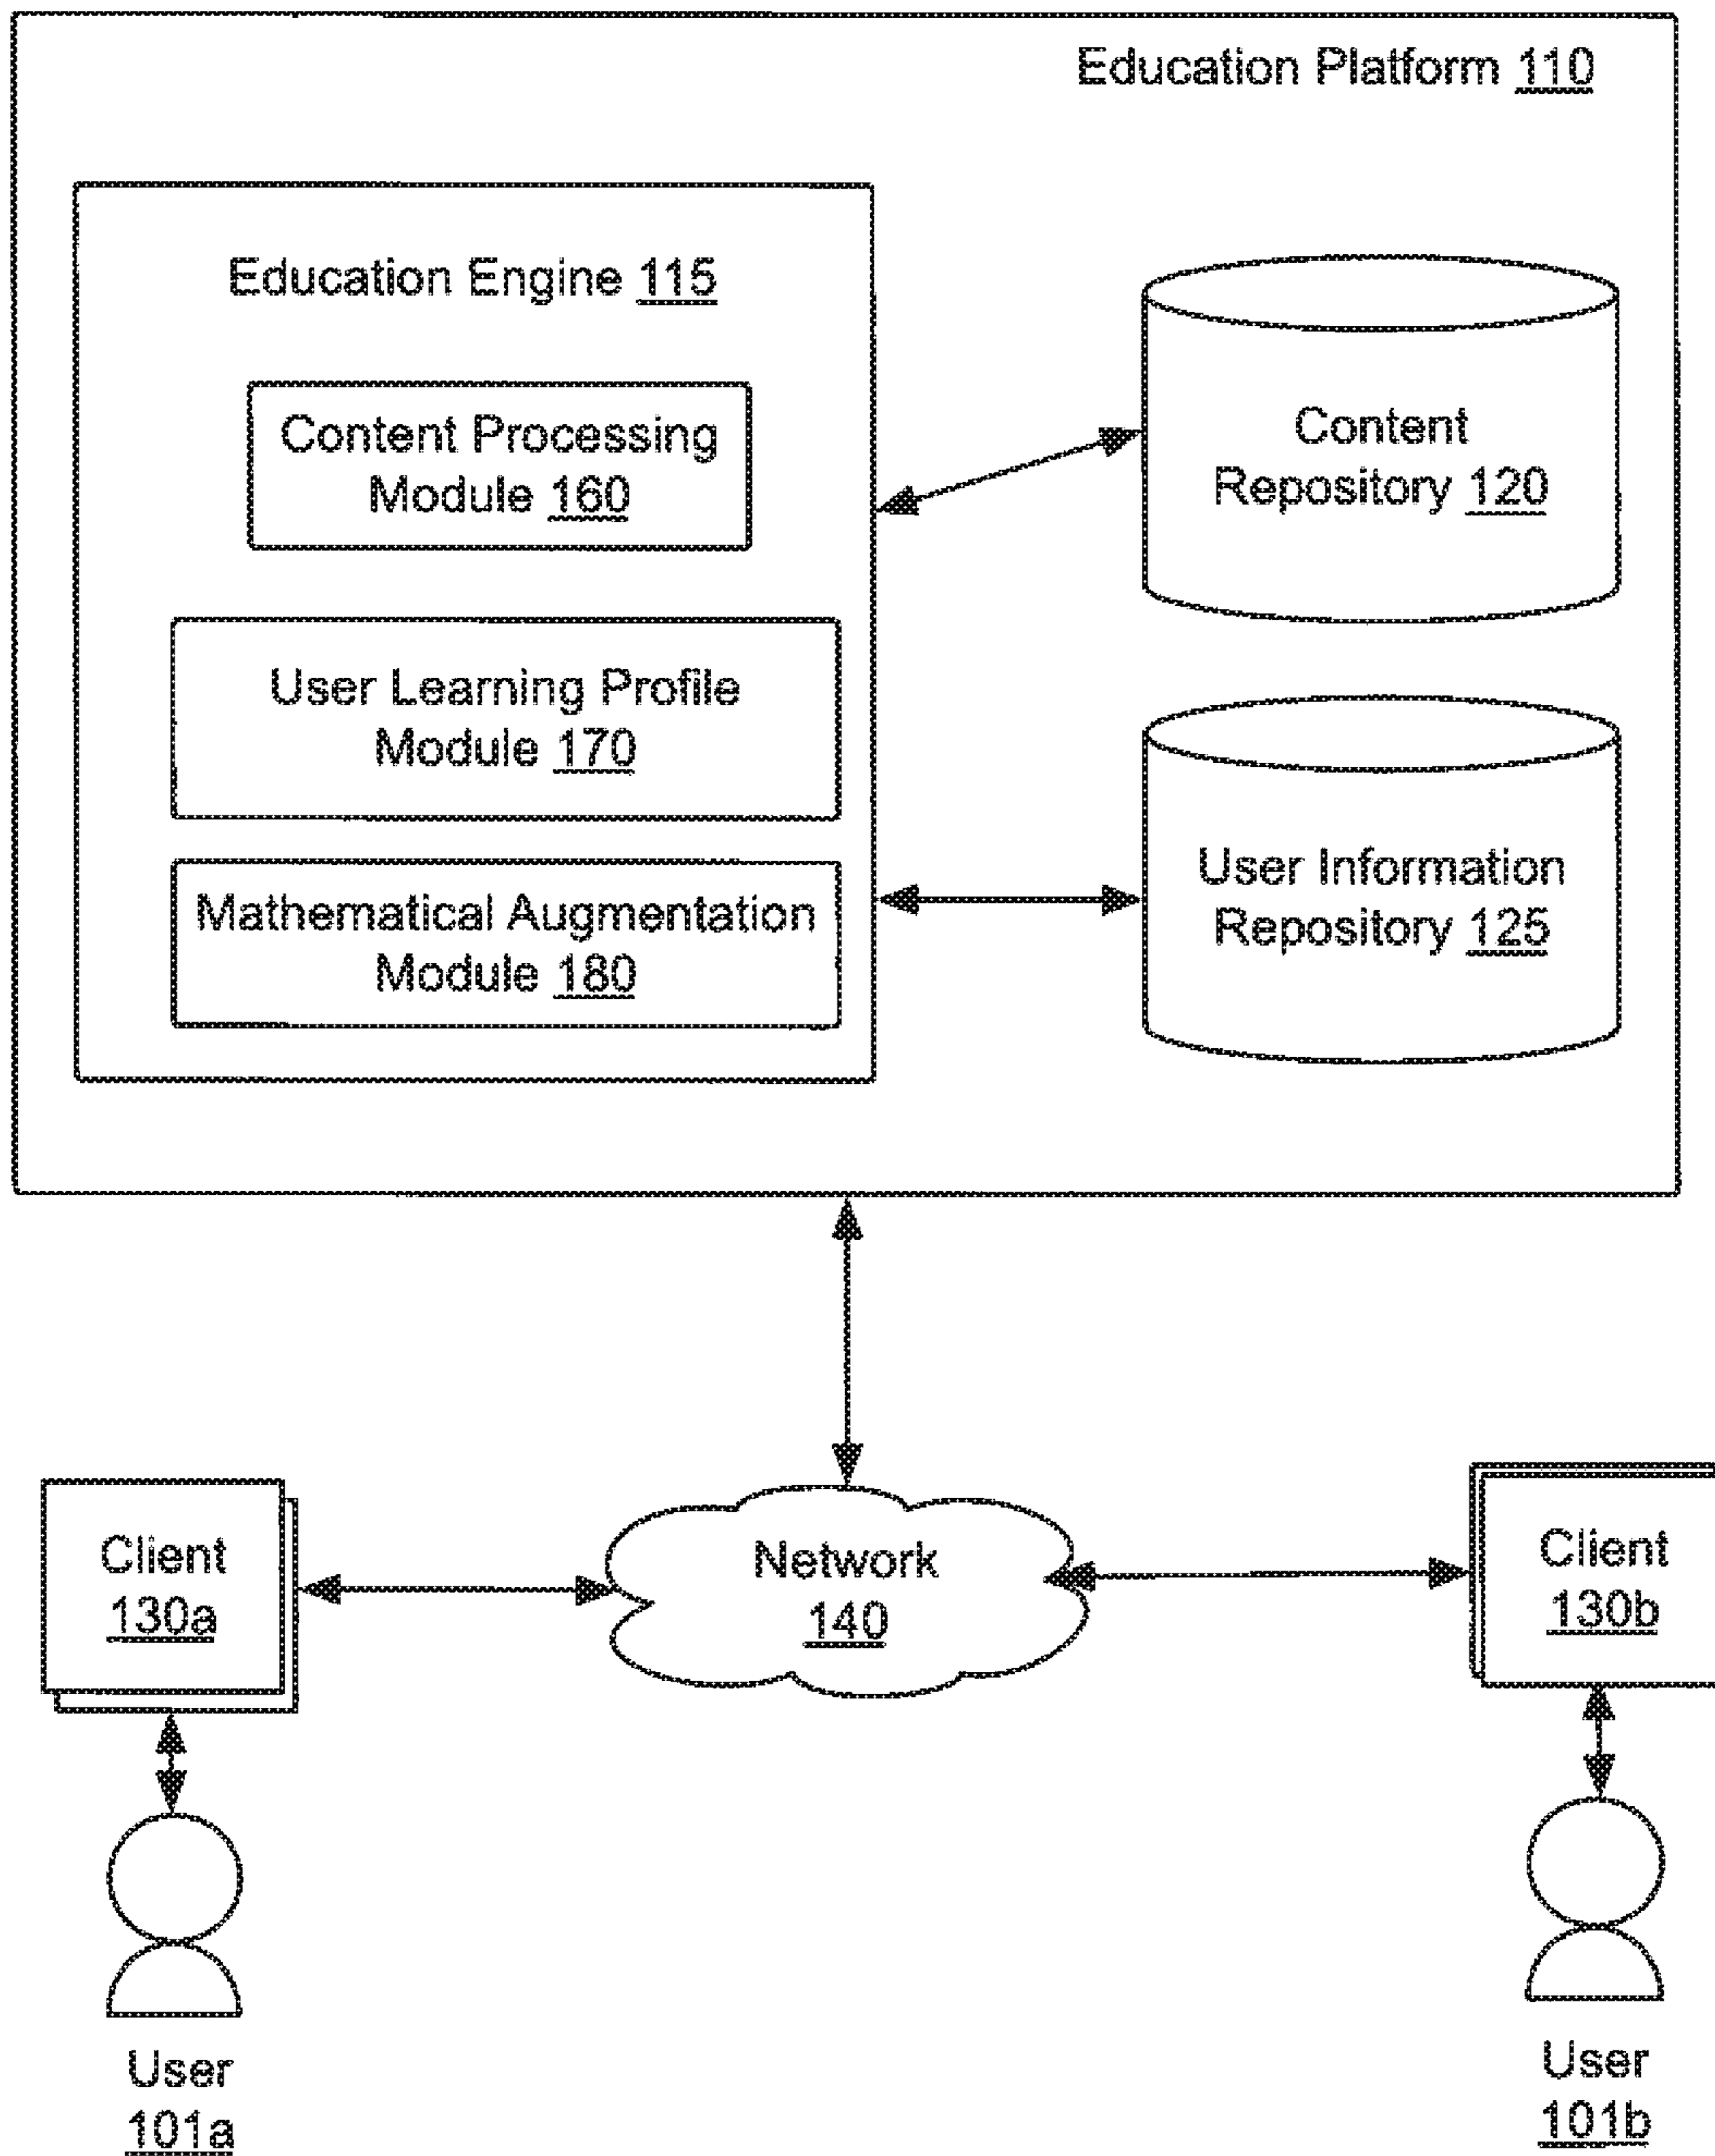 Education Platform 110
Education Engine 115
Content Processing
Module 160
User Learning Profile
Module 170
Mathematical Augmentation
Module 180
Content
Repository 120
User Information
Repository 125
Client
130a
Network
140
Client
130b
User
101a
User
101b